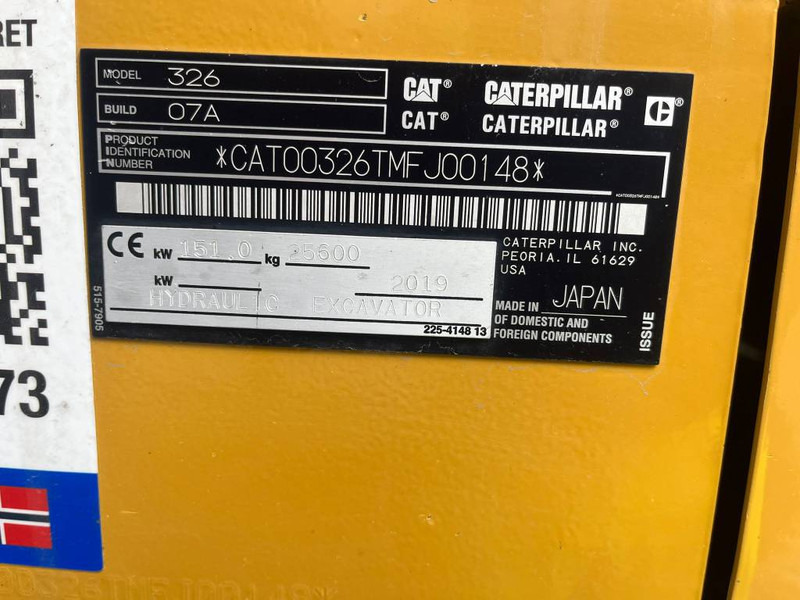 RET
MODEL 326
BUILD 07A
CAT® CATERPILLAR®
CAT® CATERPILLAR®
PRODUCT
IDENTIFICATION
NUMBER
*CAT00326TMFJ00148*
CE kW 151.0 kg 25600
kW 2019
HYDRAULIC EXCAVATOR
225-4148 13
515-7905
CATERPILLAR INC.
PEORIA. IL 61629
USA
MADE IN JAPAN
OF DOMESTIC AND
FOREIGN COMPONENTS
ISSUE
73
00326TMFJ00148*